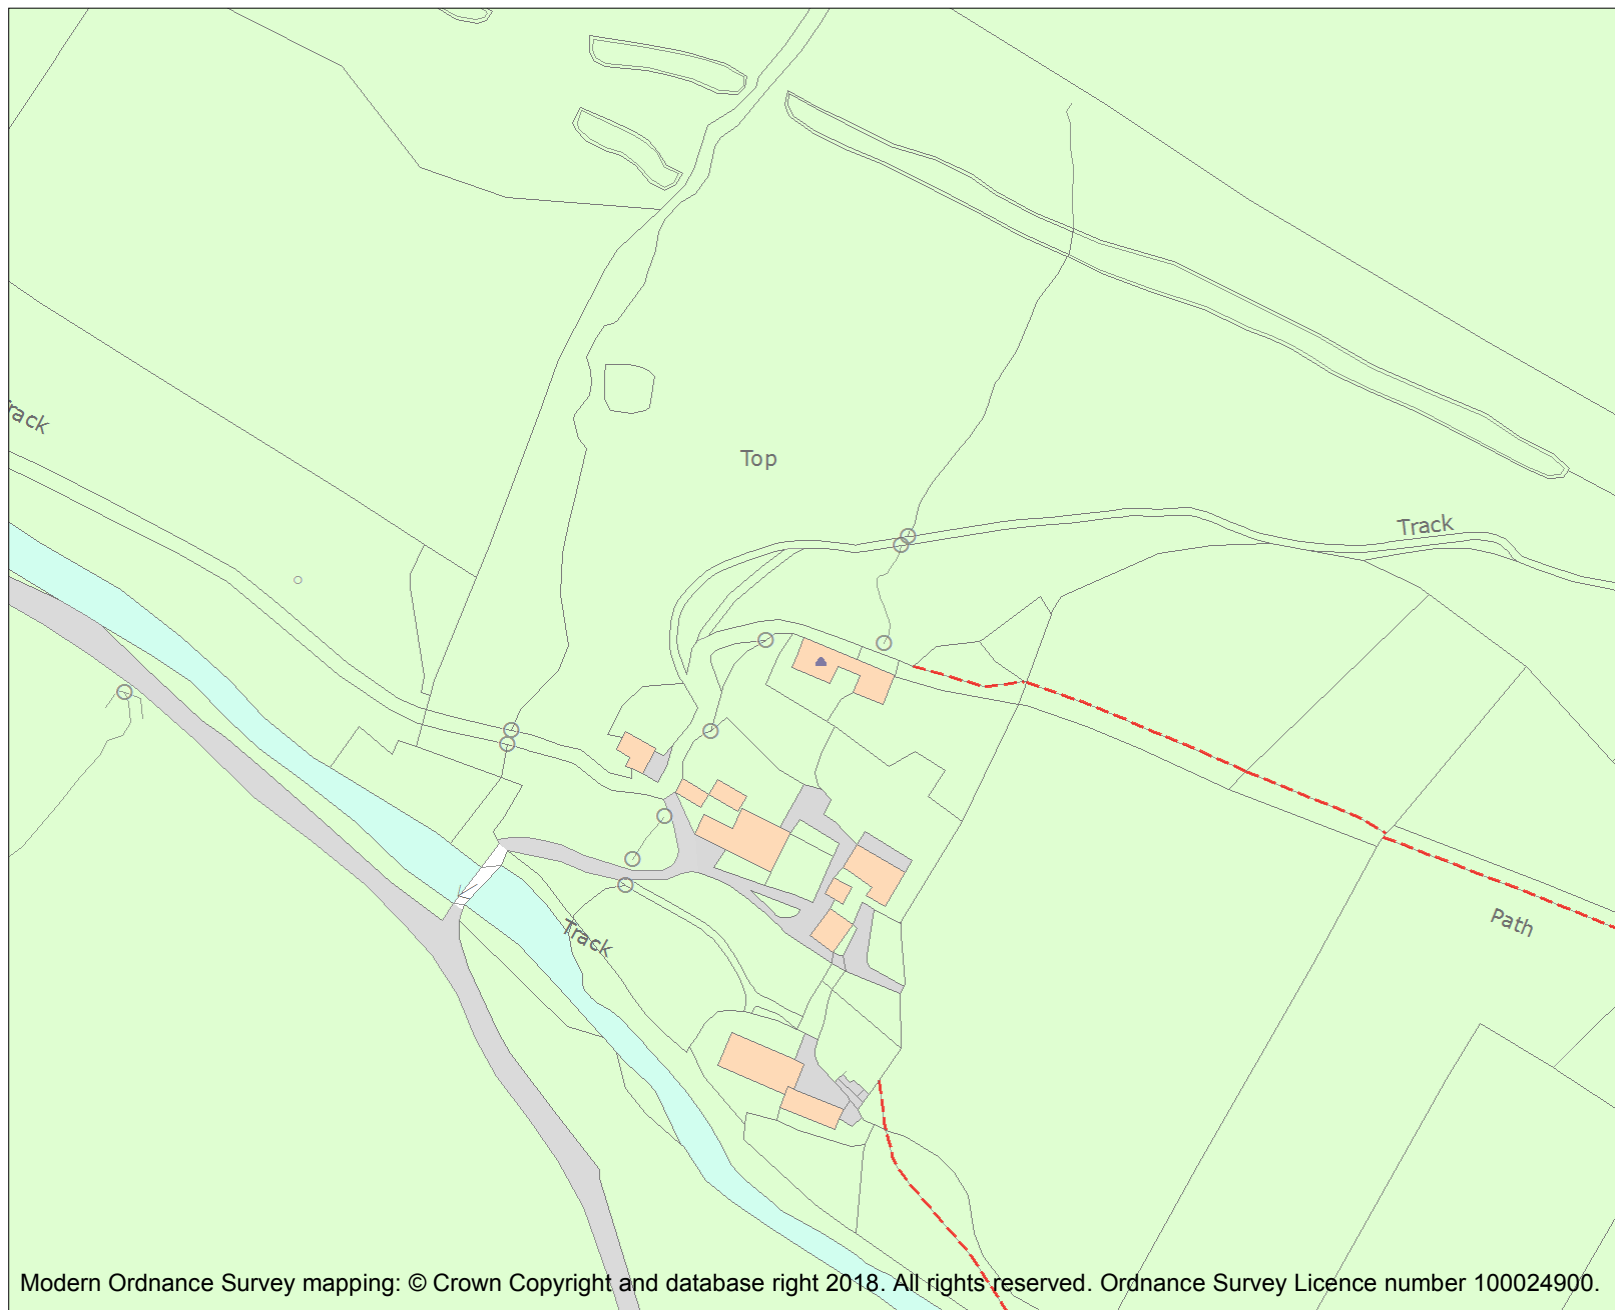 rack
Top
Track
Track
Path
Modern Ordnance Survey mapping: © Crown Copyright and database right 2018. All rights reserved. Ordnance Survey Licence number 100024900.